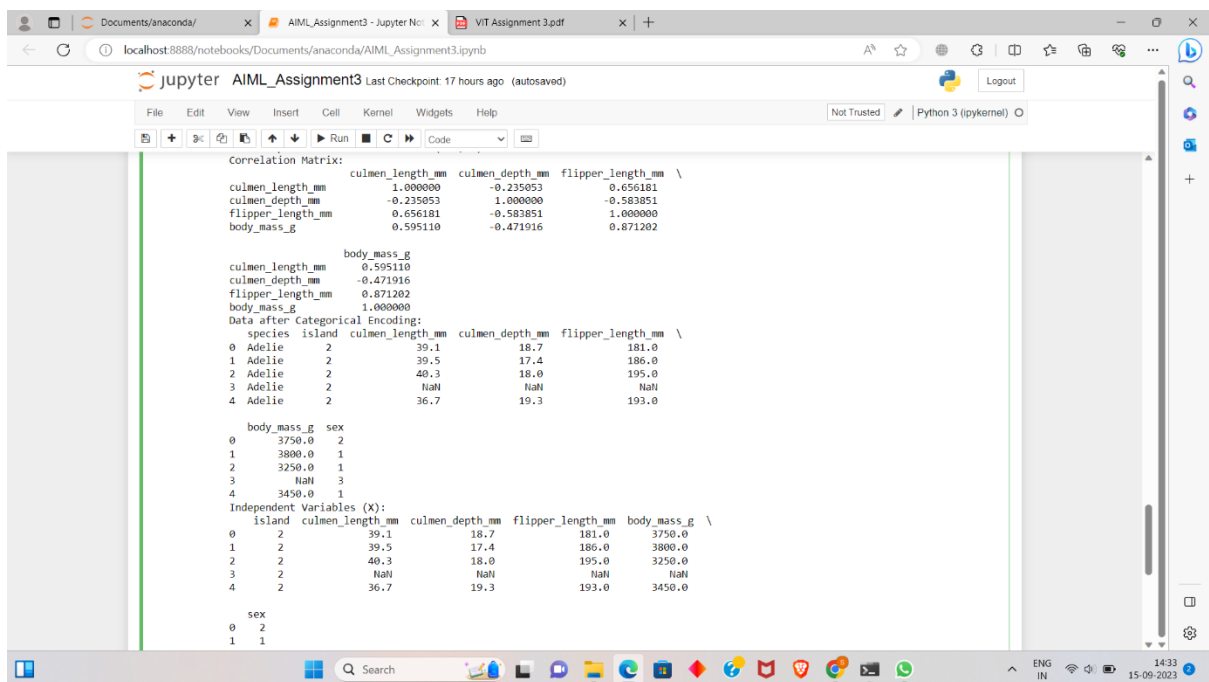 Documents/anaconda/ AIML_Assignment3 - Jupyter Not VIT Assignment 3.pdf
localhost:8888/notebooks/Documents/anaconda/AIML_Assignment3.ipynb
jupyter AIML_Assignment3 Last Checkpoint: 17 hours ago (autosaved) Logout
File Edit View Insert Cell Kernel Widgets Help Not Trusted Python 3 (ipykernel)
Run Code
Correlation Matrix:
culmen_length_mm culmen_depth_mm flipper_length_mm \
culmen_length_mm 1.000000 -0.235053 0.656181
culmen_depth_mm -0.235053 1.000000 -0.583851
flipper_length_mm 0.656181 -0.583851 1.000000
body_mass_g 0.595110 -0.471916 0.871202
body_mass_g
culmen_length_mm 0.595110
culmen_depth_mm -0.471916
flipper_length_mm 0.871202
body_mass_g 1.000000
Data after Categorical Encoding:
species island culmen_length_mm culmen_depth_mm flipper_length_mm \
0 Adelie 2 39.1 18.7 181.0
1 Adelie 2 39.5 17.4 186.0
2 Adelie 2 40.3 18.0 195.0
3 Adelie 2 NaN NaN NaN
4 Adelie 2 36.7 19.3 193.0
body_mass_g sex
0 3750.0 2
1 3800.0 1
2 3250.0 1
3 NaN 3
4 3450.0 1
Independent Variables (X):
island culmen_length_mm culmen_depth_mm flipper_length_mm body_mass_g \
0 2 39.1 18.7 181.0 3750.0
1 2 39.5 17.4 186.0 3800.0
2 2 40.3 18.0 195.0 3250.0
3 2 NaN NaN NaN NaN
4 2 36.7 19.3 193.0 3450.0
sex
0 2
1 1
Search ENG IN 14:33 15-09-2023 2